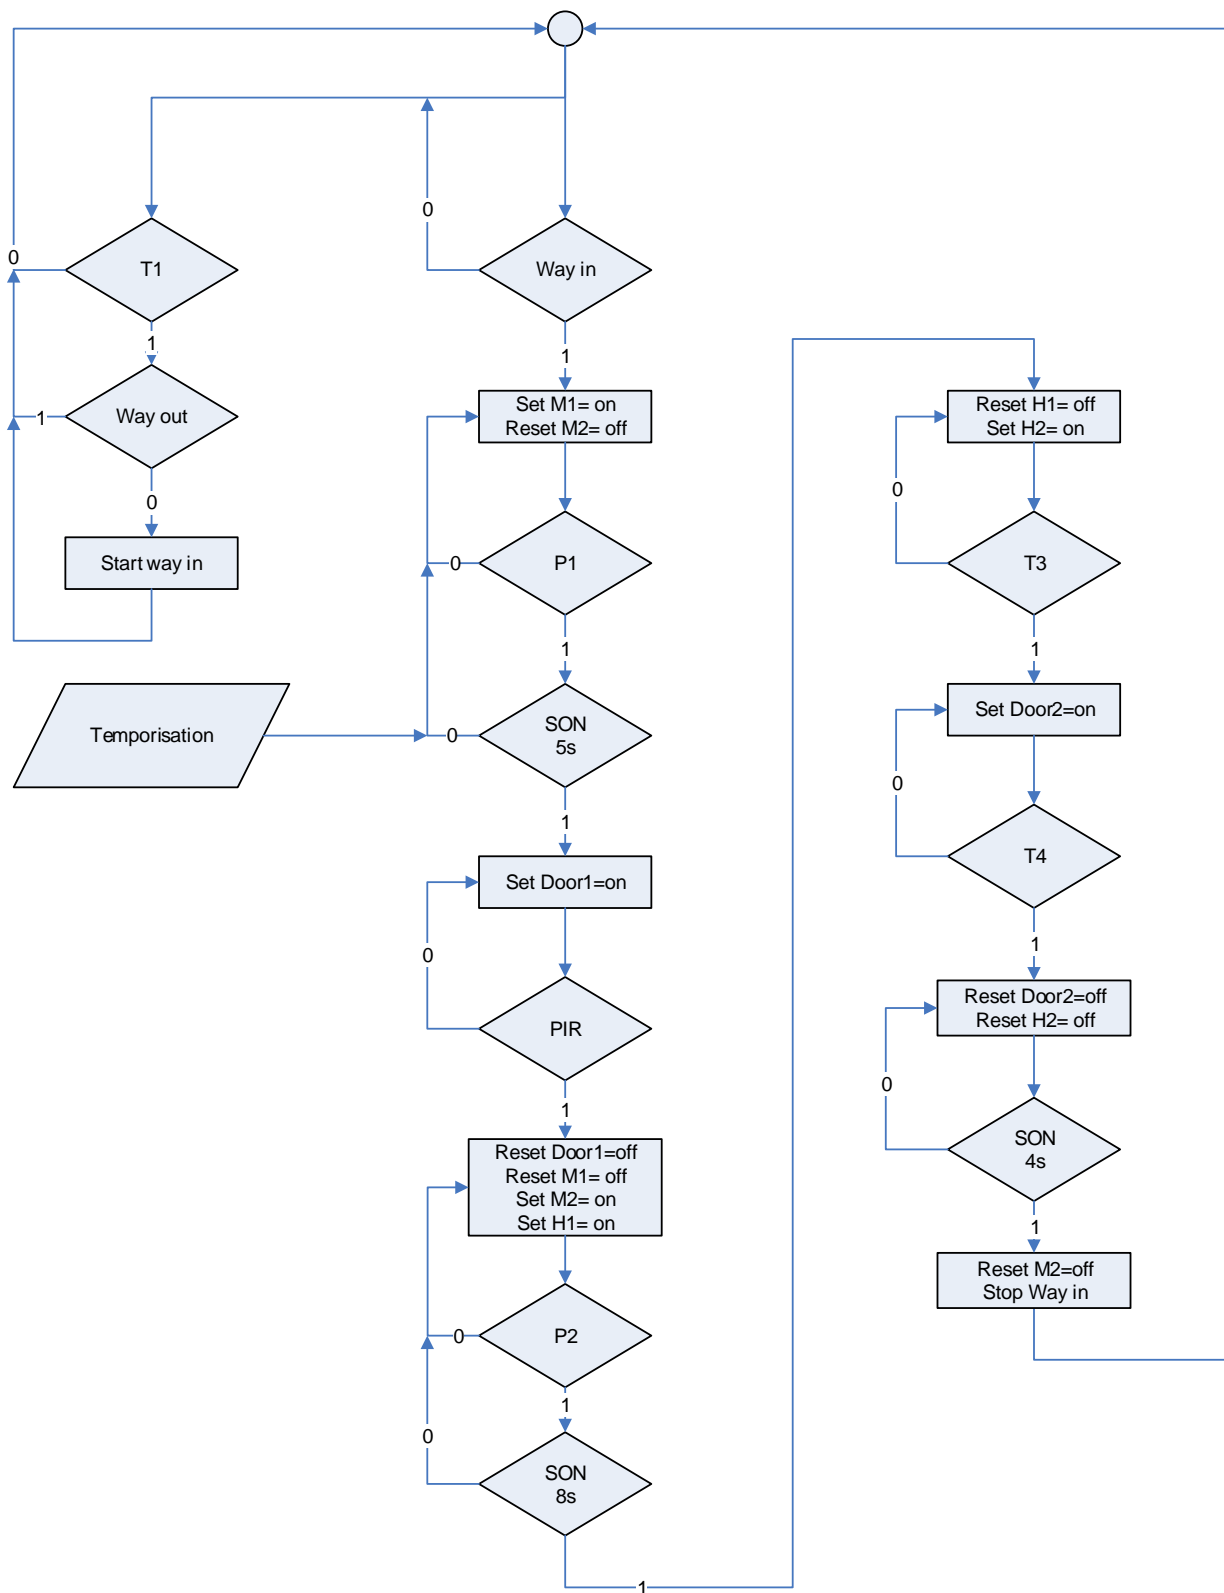 0
T1
1
Way out
1
0
Start way in
Temporisation
0
Way in
1
Set M1= on
Reset M2= off
P1
0
1
SON
5s
0
1
Set Door1=on
0
PIR
1
Reset Door1=off
Reset M1= off
Set M2= on
Set H1= on
P2
0
1
0
SON
8s
1
Reset H1= off
Set H2= on
0
T3
1
Set Door2=on
0
T4
1
Reset Door2=off
Reset H2= off
0
SON
4s
1
Reset M2=off
Stop Way in